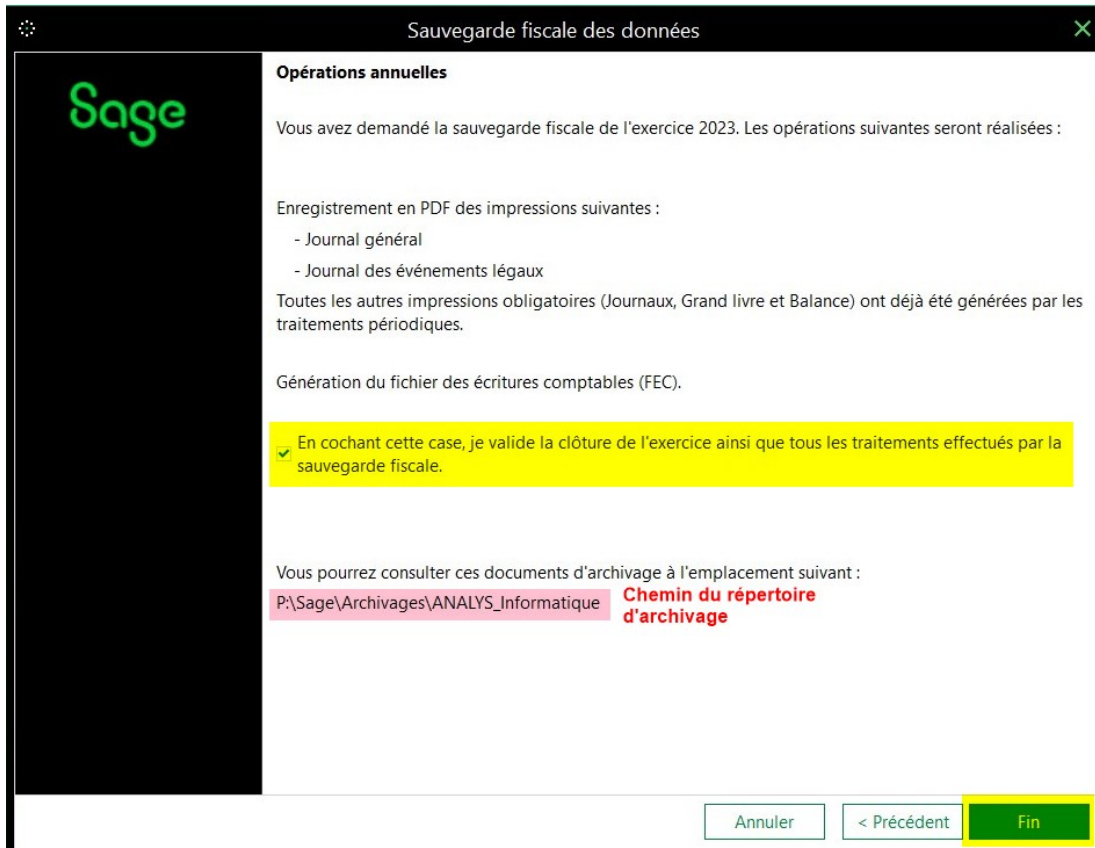 Sauvegarde fiscale des données
Sage
Opérations annuelles
Vous avez demandé la sauvegarde fiscale de l'exercice 2023. Les opérations suivantes seront réalisées :
Enregistrement en PDF des impressions suivantes :
- Journal général
- Journal des événements légaux
Toutes les autres impressions obligatoires (Journaux, Grand livre et Balance) ont déjà été générées par les
traitements périodiques.
Génération du fichier des écritures comptables (FEC).
En cochant cette case, je valide la clôture de l'exercice ainsi que tous les traitements effectués par la
sauvegarde fiscale.
Vous pourrez consulter ces documents d'archivage à l'emplacement suivant :
P:\Sage\Archivages\ANALYS_Informatique
Chemin du répertoire
d'archivage
Annuler
< Précédent
Fin